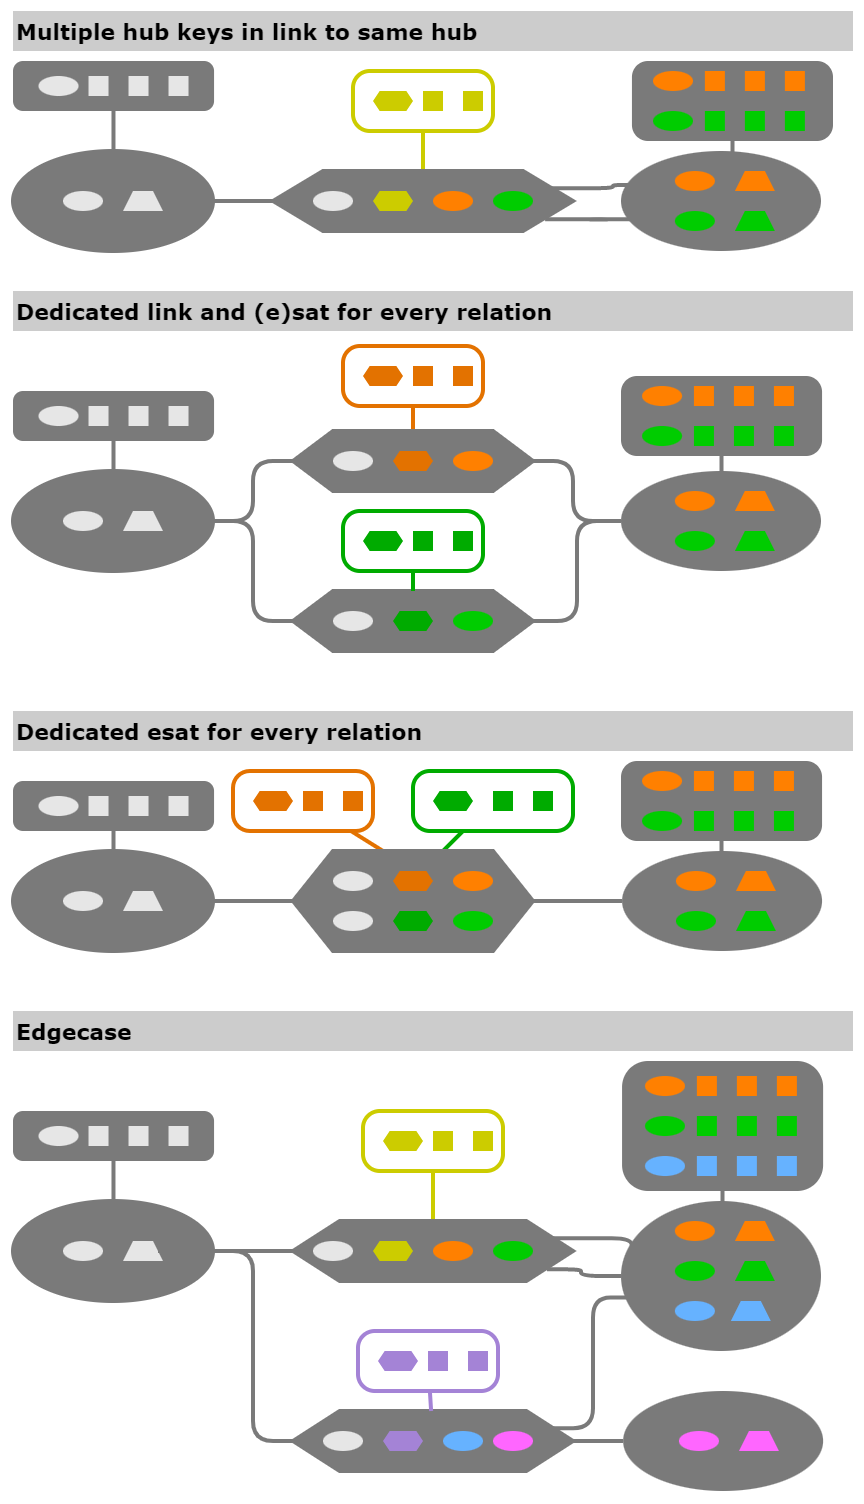 Multiple hub keys in link to same hub
Dedicated link and (e)sat for every relation
Dedicated esat for every relation
Edgecase